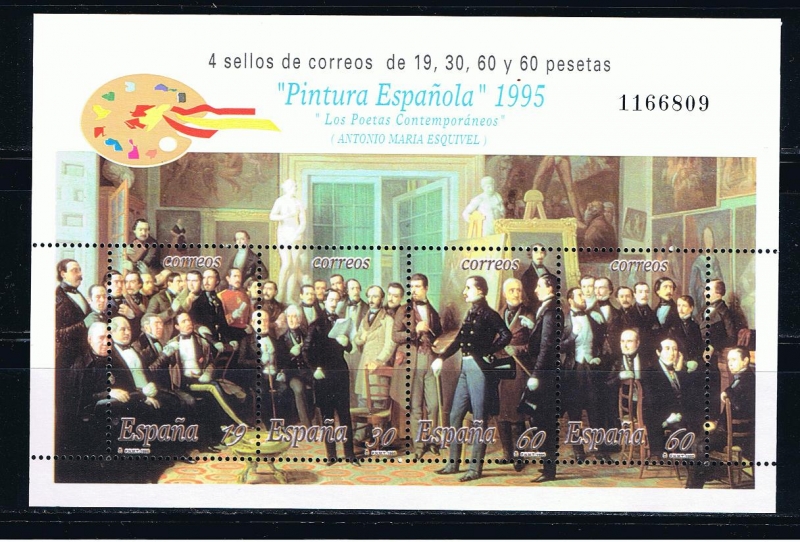 4 sellos de correos de 19, 30, 60 y 60 pesetas
"Pintura Española" 1995
1166809
" Los Poetas Contemporáneos"
( ANTONIO MARIA ESQUIVEL )
correos correos correos correos
España 19 España 30 España 60 España 60